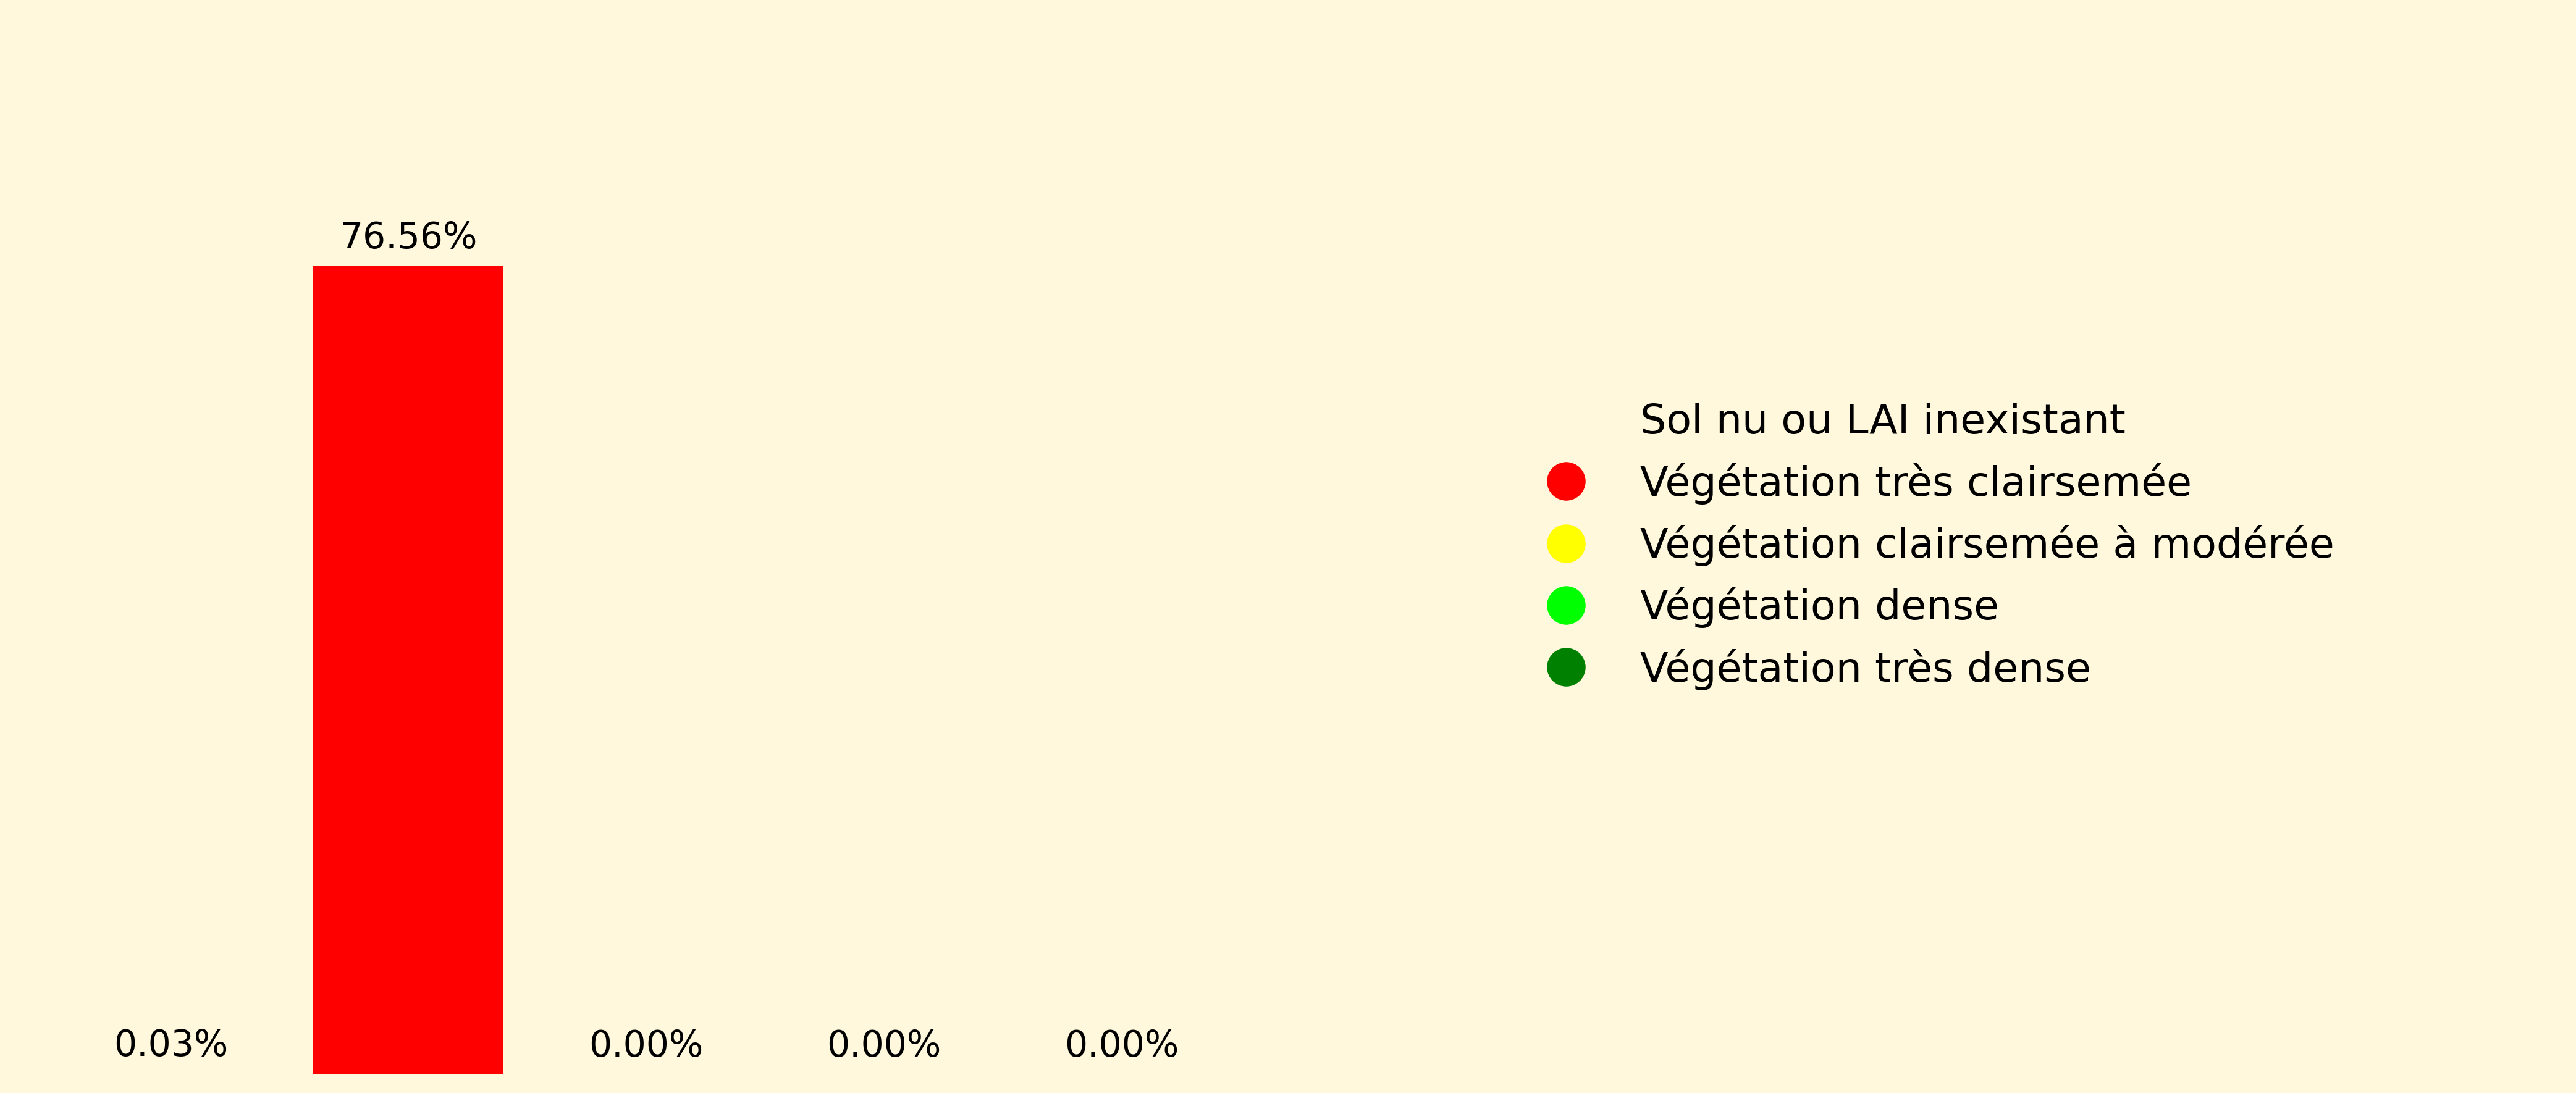 76.56%
0.03%
0.00%
0.00%
0.00%
Sol nu ou LAI inexistant
Végétation très clairsemée
Végétation clairsemée à modérée
Végétation dense
Végétation très dense